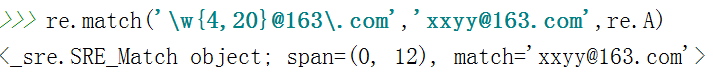 >>> re.match('\w{4,20}@163\.com','xxyy@163.com',re.A)
<_sre.SRE_Match object; span=(0, 12), match='xxyy@163.com'>